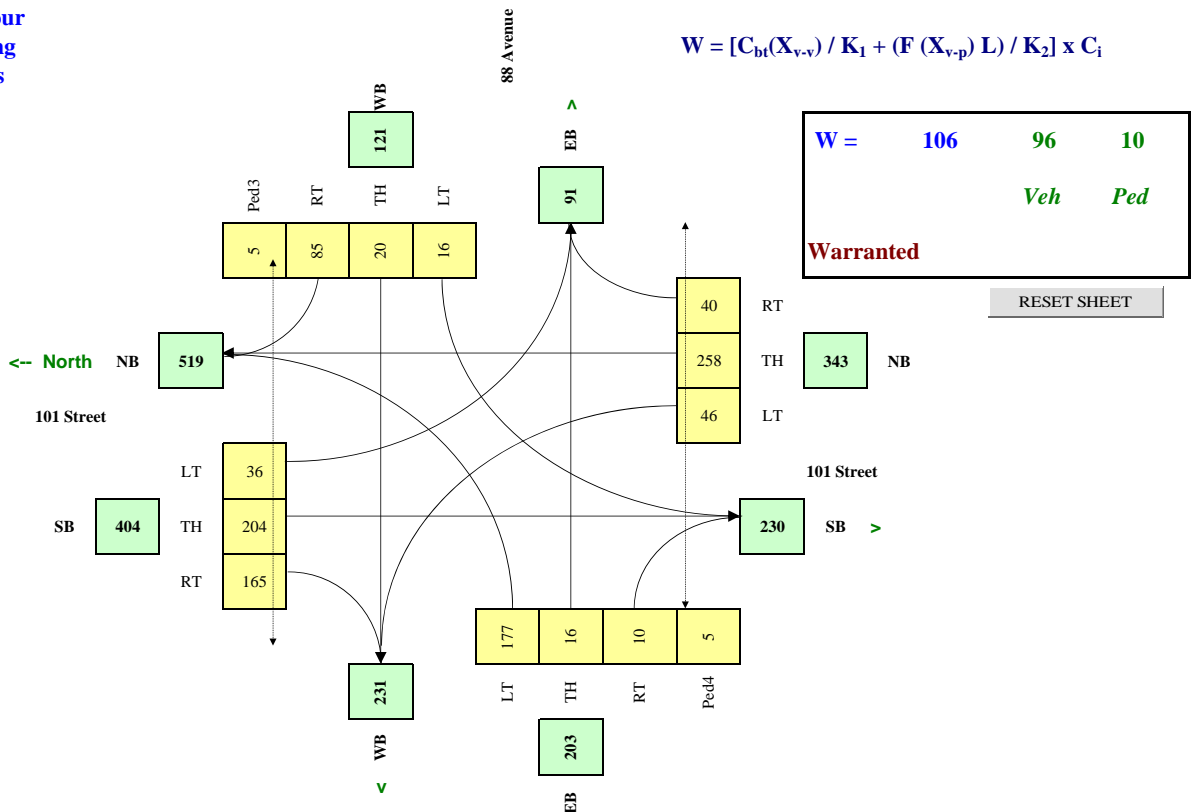 88 Avenue
W = [Cbt(Xv-v) / K1 + (F (Xv-p) L) / K2] x Ci
WB
121
EB
^
91
W = 106 96 10
Veh Ped
Warranted
RESET SHEET
Ped3 RT TH LT
5 85 20 16
40 RT
258 TH
46 LT
343 NB
<-- North NB 519
101 Street
LT 36
SB 404 TH 204
RT 165
101 Street
230 SB >
177 16 10 5
LT TH RT Ped4
231
WB
v
203
EB